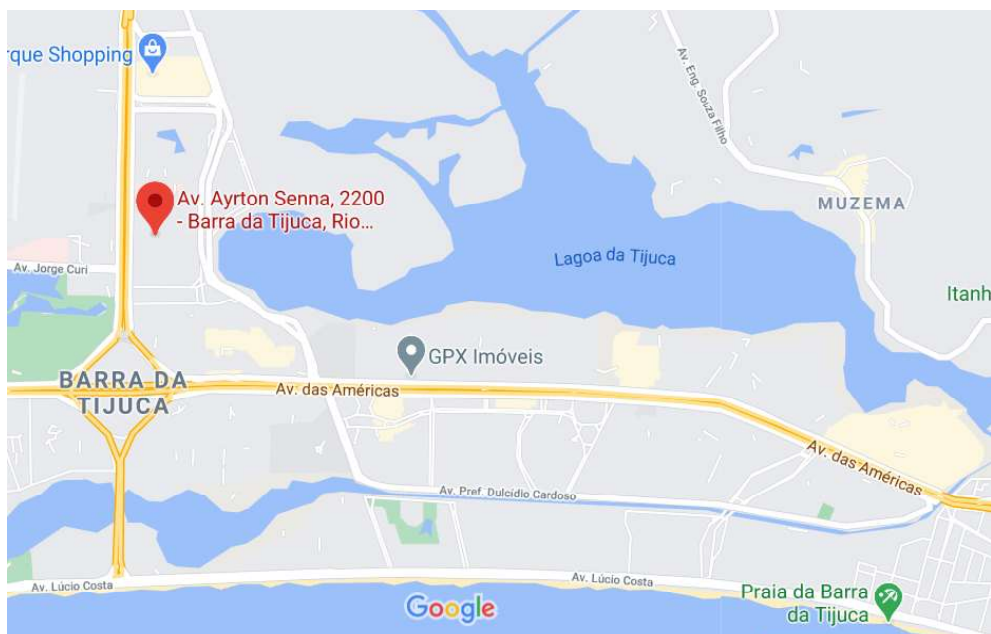 rque Shopping
Av. Eng. Souza Filho
Av. Ayrton Senna, 2200
- Barra da Tijuca, Rio...
MUZEMA
Lagoa da Tijuca
Av. Jorge Curi
Itanh
GPX Imóveis
BARRA DA
TIJUCA
Av. das Américas
Av. das Américas
Av. Pref. Dulcídio Cardoso
Av. Lúcio Costa
Av. Lúcio Costa
Google
Praia da Barra
da Tijuca